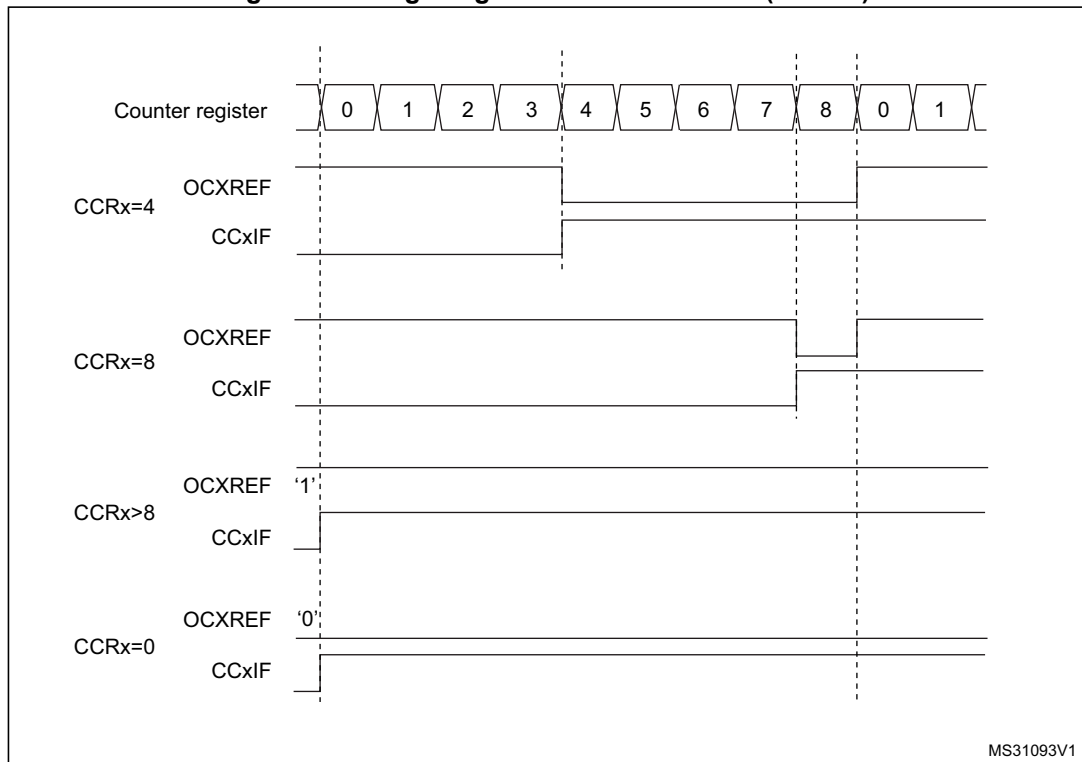 Counter register 0 1 2 3 4 5 6 7 8 0 1
CCRx=4
OCXREF
CCxIF
CCRx=8
OCXREF
CCxIF
CCRx>8
OCXREF ‘1’
CCxIF
CCRx=0
OCXREF ‘0’
CCxIF
MS31093V1